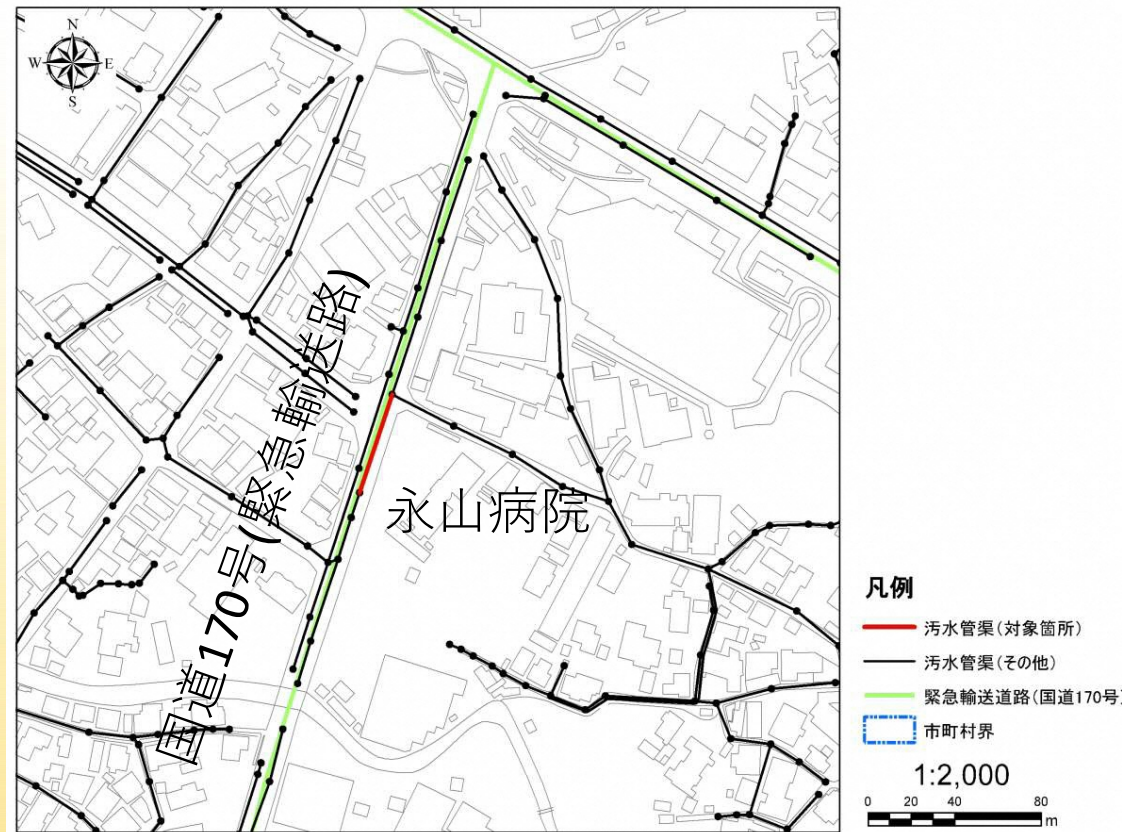 N
W
E
S
国道170号(緊急輸送路)
永山病院
凡例
汚水管渠(対象箇所)
汚水管渠(その他)
緊急輸送道路(国道170号)
市町村界
1:2,000
0 20 40 80
m